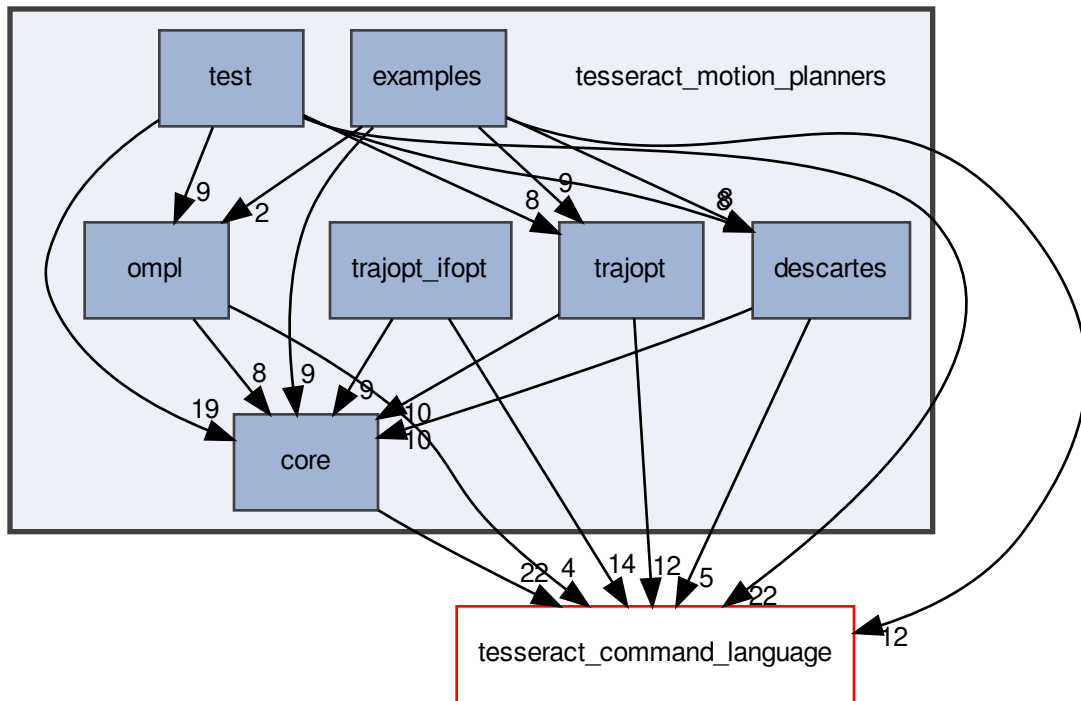 test
examples
tesseract_motion_planners
9
2
9
8
8
8
ompl
trajopt_ifopt
trajopt
descartes
19
8
9
9
10
10
core
22
4
14
12
5
22
12
tesseract_command_language